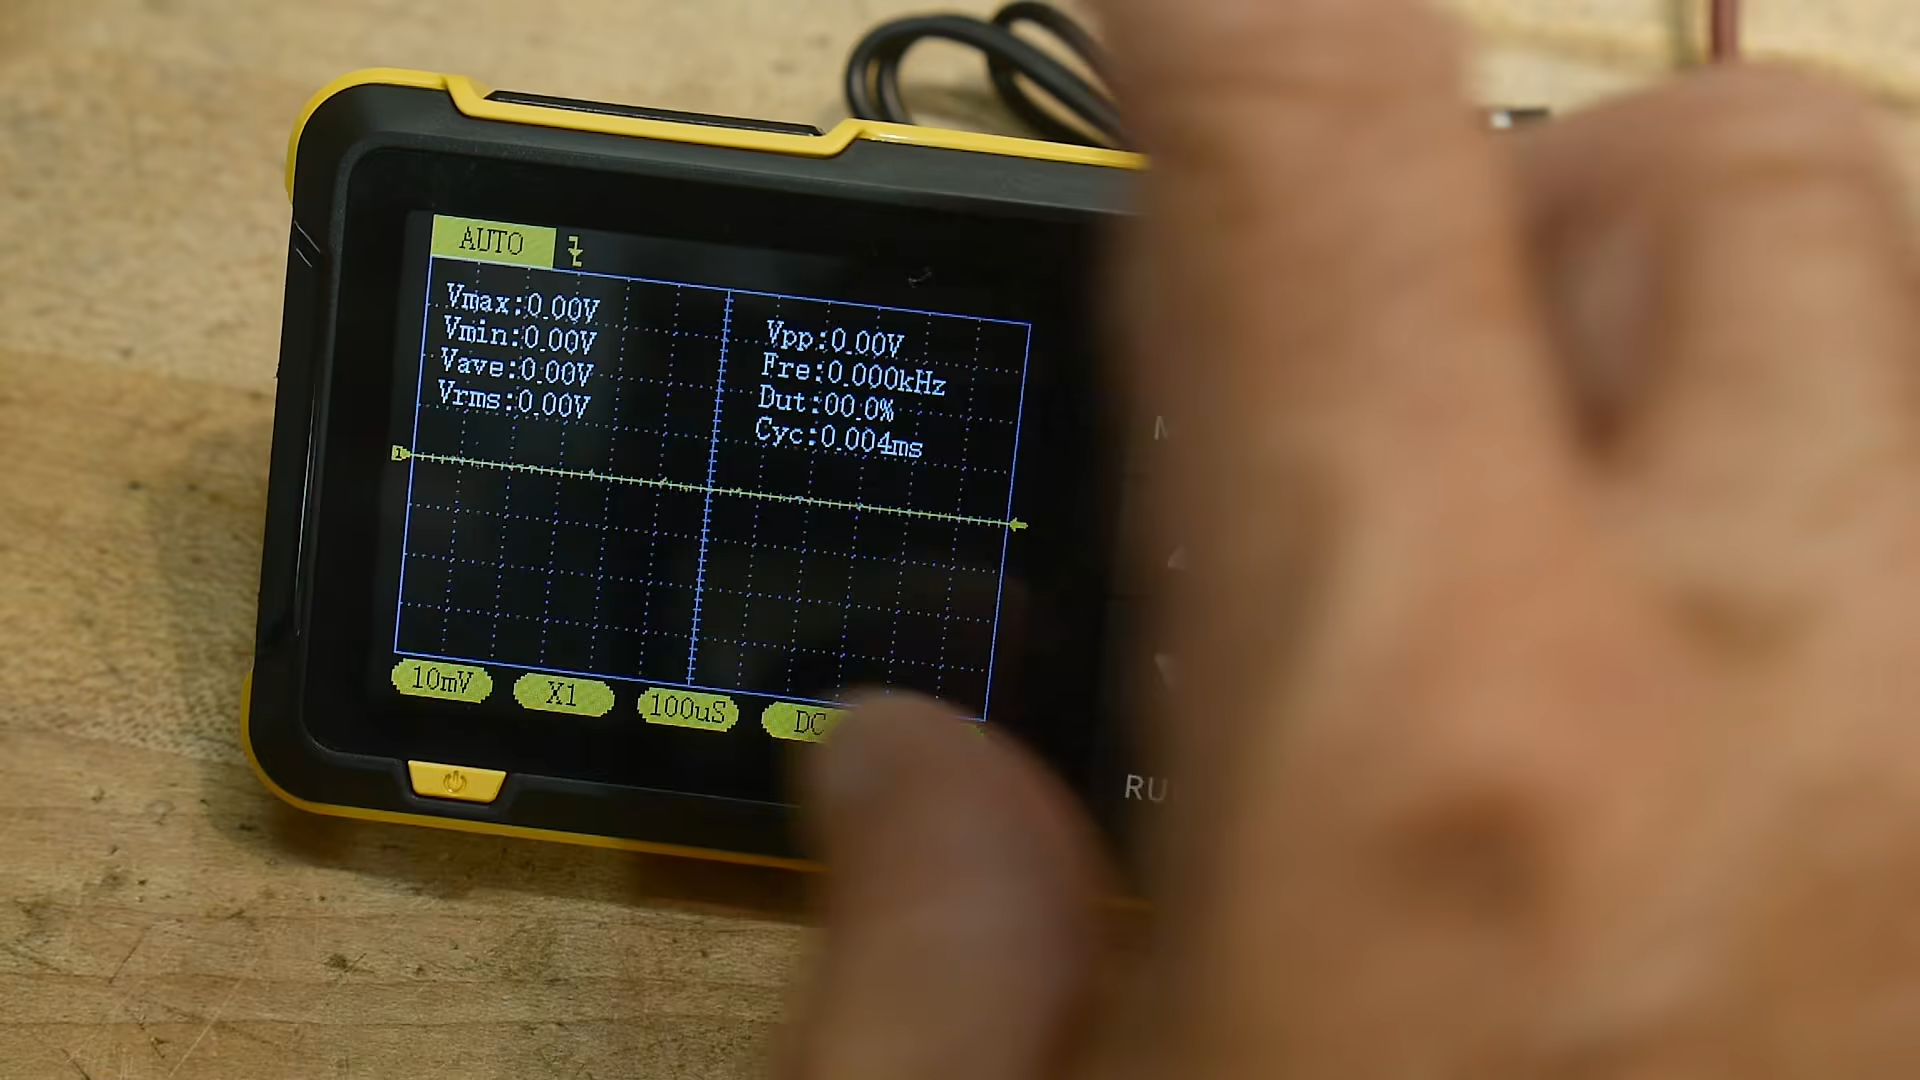 AUTO
Vmax:0.00V
Vmin:0.00V
Vave:0.00V
Vrms:0.00V
Vpp:0.00V
Fre:0.000kHz
Dut:00.0%
Cyc:0.004ms
1
10mV X1 100uS DC